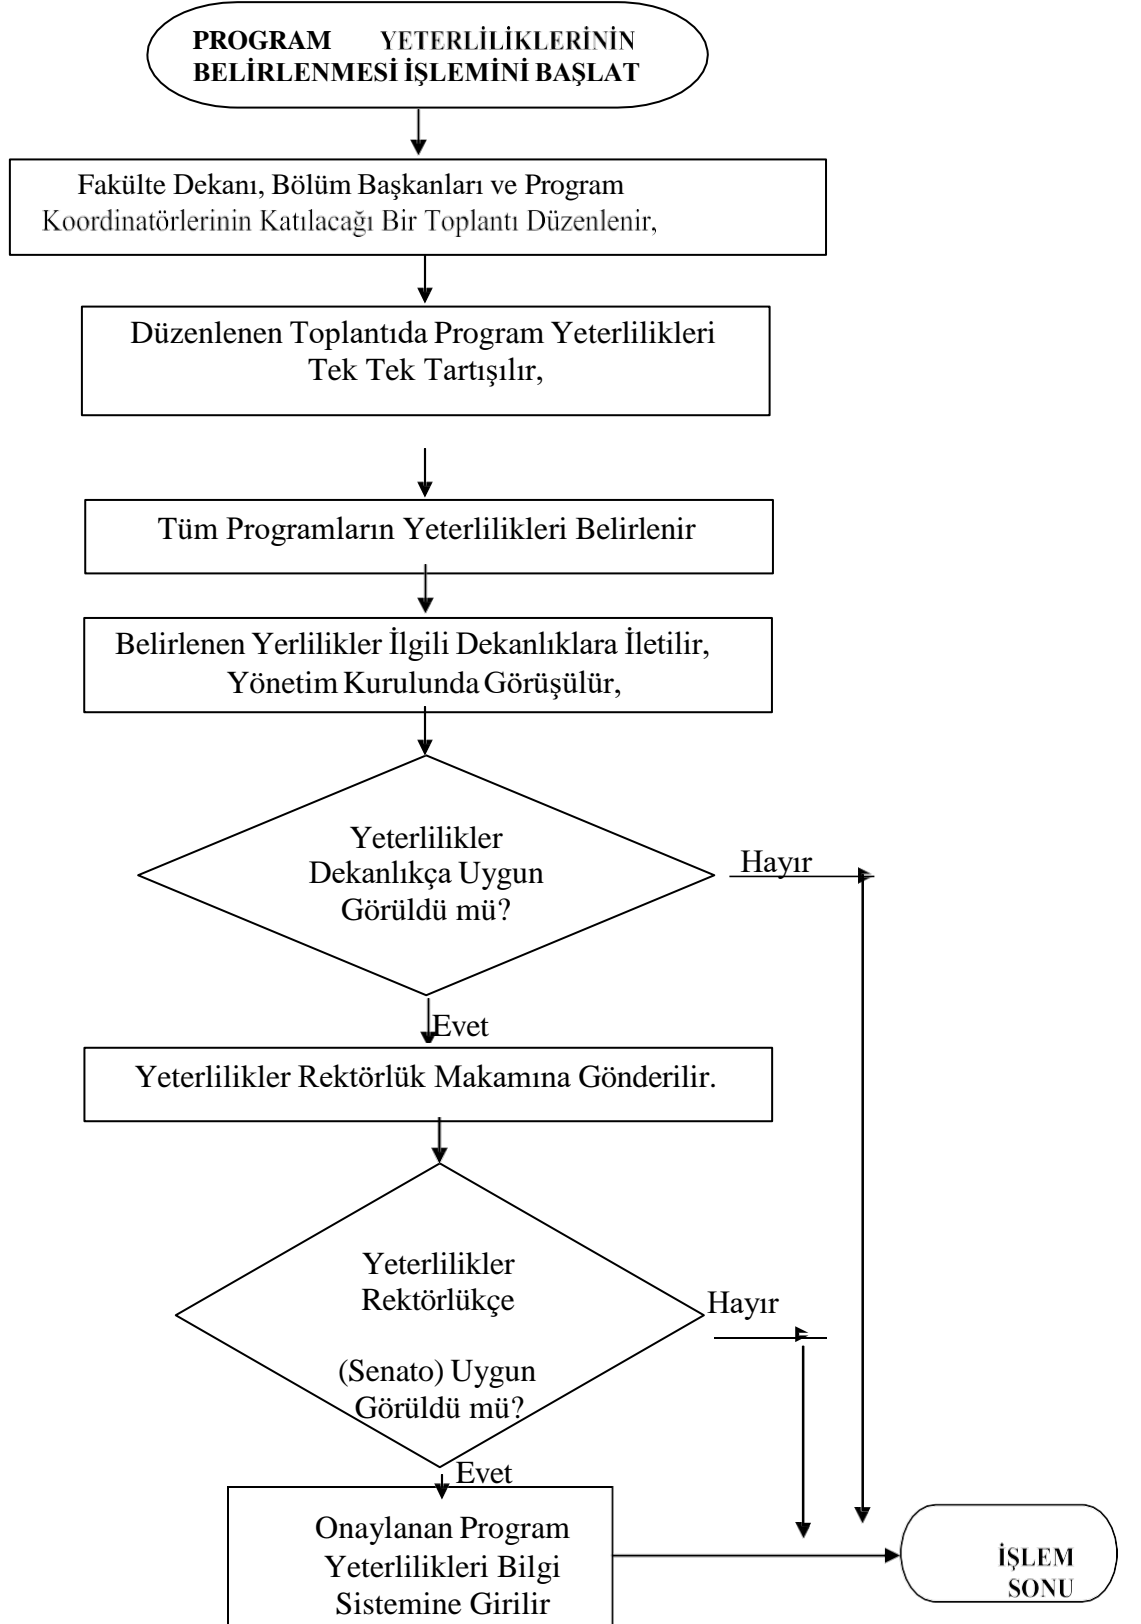 PROGRAM YETERLİLİKLERİNİN
BELİRLENMESİ İŞLEMİNİ BAŞLAT
Fakülte Dekanı, Bölüm Başkanları ve Program
Koordinatörlerinin Katılacağı Bir Toplantı Düzenlenir,
Düzenlenen Toplantıda Program Yeterlilikleri
Tek Tek Tartışılır,
Tüm Programların Yeterlilikleri Belirlenir
Belirlenen Yerlilikler İlgili Dekanlıklara İletilir,
Yönetim Kurulunda Görüşülür,
Yeterlilikler
Dekanlıkça Uygun
Görüldü mü?
Hayır
Evet
Yeterlilikler Rektörlük Makamına Gönderilir.
Yeterlilikler
Rektörlükçe
(Senato) Uygun
Görüldü mü?
Hayır
Evet
Onaylanan Program
Yeterlilikleri Bilgi
Sistemine Girilir
İŞLEM
SONU